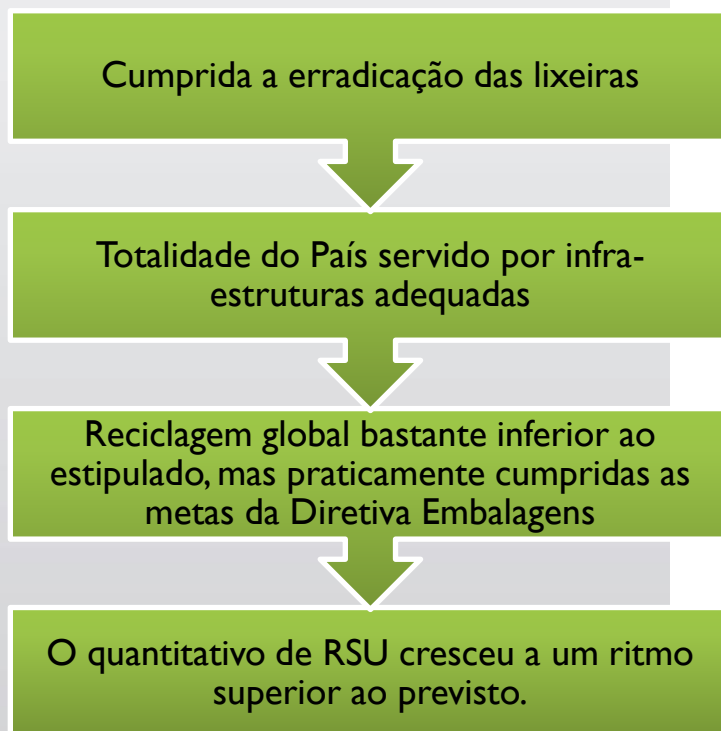 Cumprida a erradicação das lixeiras
Totalidade do País servido por infra-
estruturas adequadas
Reciclagem global bastante inferior ao
estipulado, mas praticamente cumpridas as
metas da Diretiva Embalagens
O quantitativo de RSU cresceu a um ritmo
superior ao previsto.